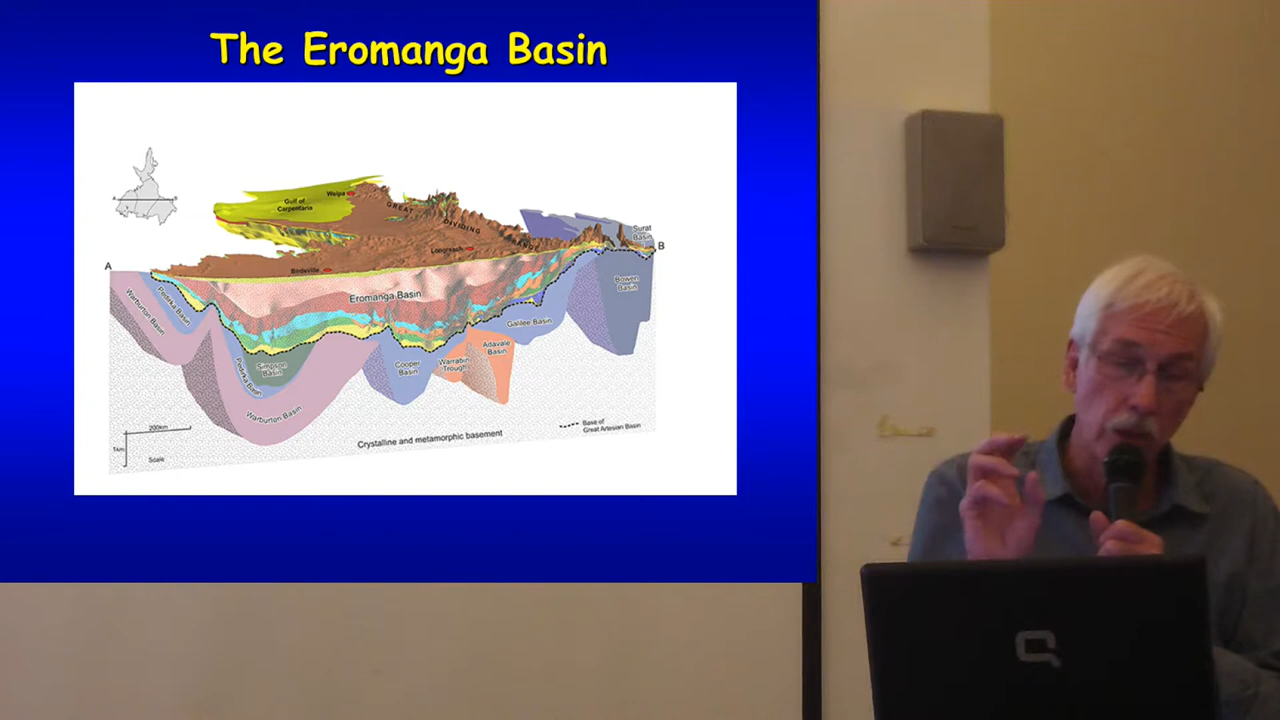 The Eromanga Basin
Weipa
Gulf of
Carpentaria
GREAT
DIVIDING
RANGE
Surat
Basin
A
B
Longreach
Birdsville
Eromanga Basin
Bowen
Basin
Warburton Basin
Pedirka Basin
Galilee Basin
Adavale
Basin
Simpson
Basin
Pedirka Basin
Cooper
Basin
Warrabin
Trough
Warburton Basin
200km
1km
Scale
Crystalline and metamorphic basement
Base of
Great Artesian Basin